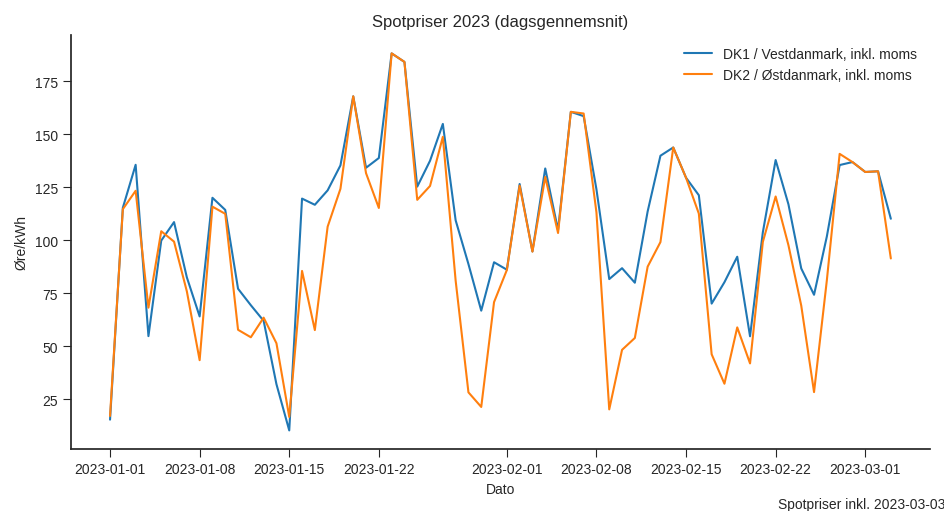 Spotpriser 2023 (dagsgennemsnit)
DK1 / Vestdanmark, inkl. moms
DK2 / Østdanmark, inkl. moms
Øre/kWh
175
150
125
100
75
50
25
2023-01-01 2023-01-08 2023-01-15 2023-01-22 2023-02-01 2023-02-08 2023-02-15 2023-02-22 2023-03-01
Dato
Spotpriser inkl. 2023-03-03